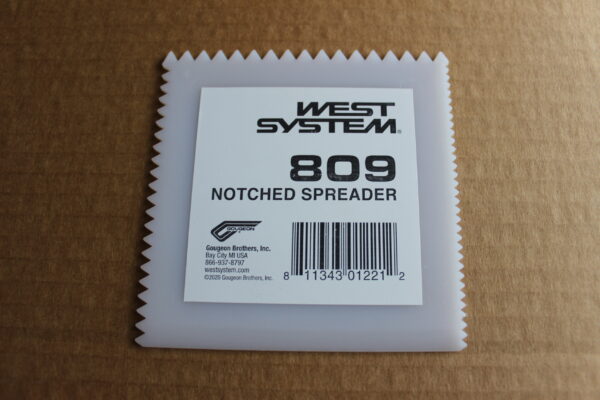 WEST
SYSTEM®
809
NOTCHED SPREADER
GOUGEON
Gougeon Brothers, Inc.
Bay City MI USA
866-937-8797
westsystem.com
©2020 Gougeon Brothers, Inc.
8 11343 01221 2